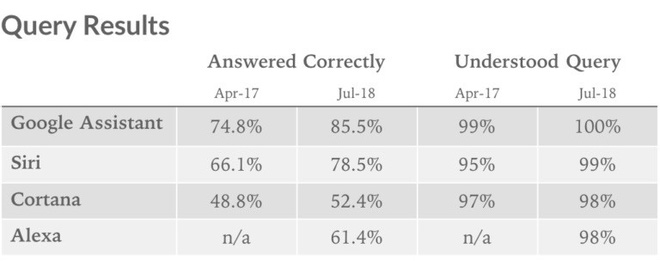 Query Results
Answered Correctly Understood Query
Apr-17 Jul-18 Apr-17 Jul-18
Google Assistant 74.8% 85.5% 99% 100%
Siri 66.1% 78.5% 95% 99%
Cortana 48.8% 52.4% 97% 98%
Alexa n/a 61.4% n/a 98%